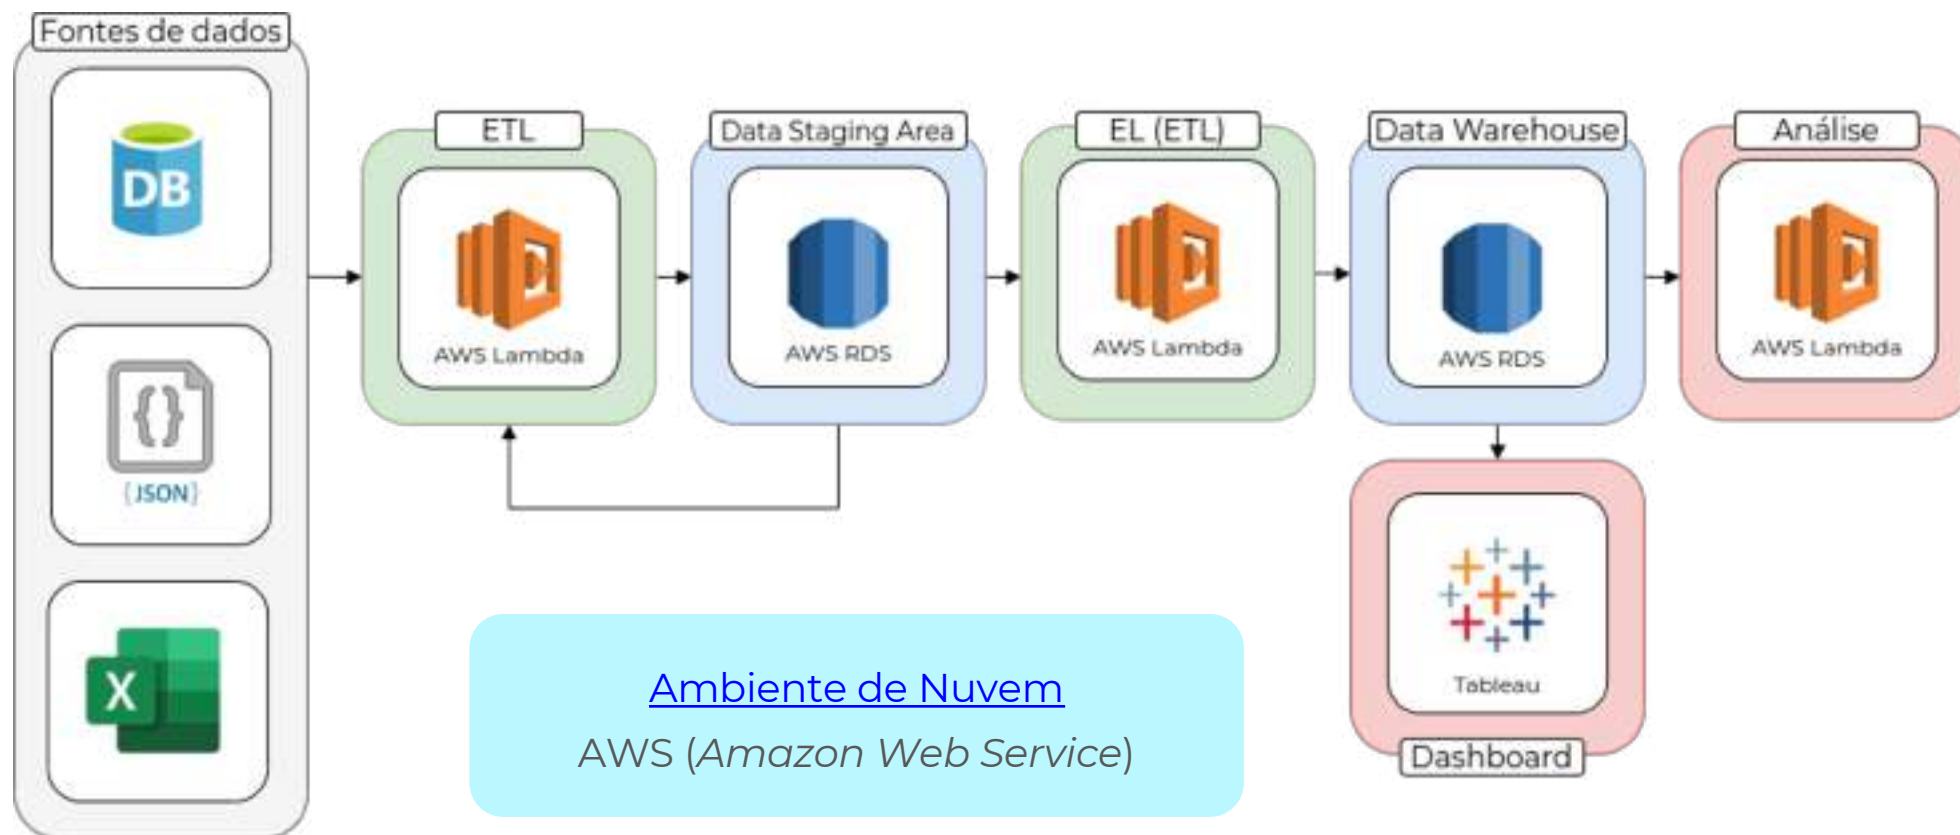 Fontes de dados
DB
{}
{JSON}
X
ETL
AWS Lambda
Data Staging Area
AWS RDS
EL (ETL)
AWS Lambda
Data Warehouse
AWS RDS
Análise
AWS Lambda
Tableau
Dashboard
Ambiente de Nuvem
AWS (Amazon Web Service)